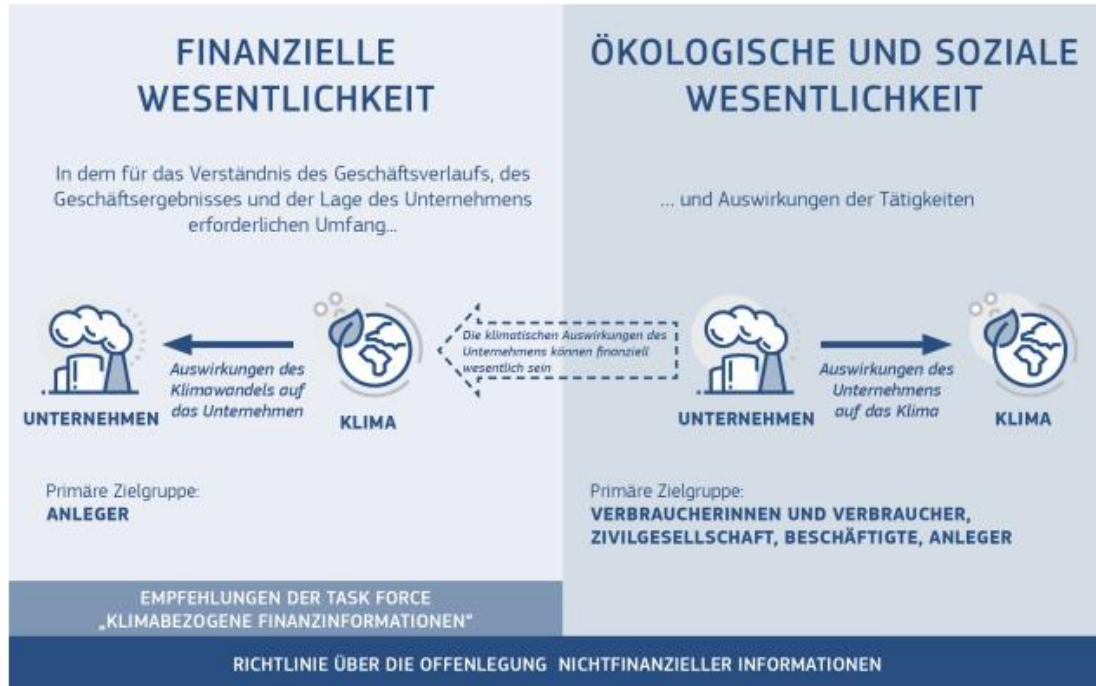 FINANZIELLE
WESENTLICHKEIT
In dem für das Verständnis des Geschäftsverlaufs, des
Geschäftsergebnisses und der Lage des Unternehmens
erforderlichen Umfang...
UNTERNEHMEN
Auswirkungen des
Klimawandels auf
das Unternehmen
KLIMA
Primäre Zielgruppe:
ANLEGER
EMPFEHLUNGEN DER TASK FORCE
„KLIMABEZOGENE FINANZINFORMATIONEN“
Die klimatischen Auswirkungen des
Unternehmens können finanziell
wesentlich sein
ÖKOLOGISCHE UND SOZIALE
WESENTLICHKEIT
... und Auswirkungen der Tätigkeiten
UNTERNEHMEN
Auswirkungen des
Unternehmens
auf das Klima
KLIMA
Primäre Zielgruppe:
VERBRAUCHERINNEN UND VERBRAUCHER,
ZIVILGESELLSCHAFT, BESCHÄFTIGTE, ANLEGER
RICHTLINIE ÜBER DIE OFFENLEGUNG NICHTFINANZIELLER INFORMATIONEN